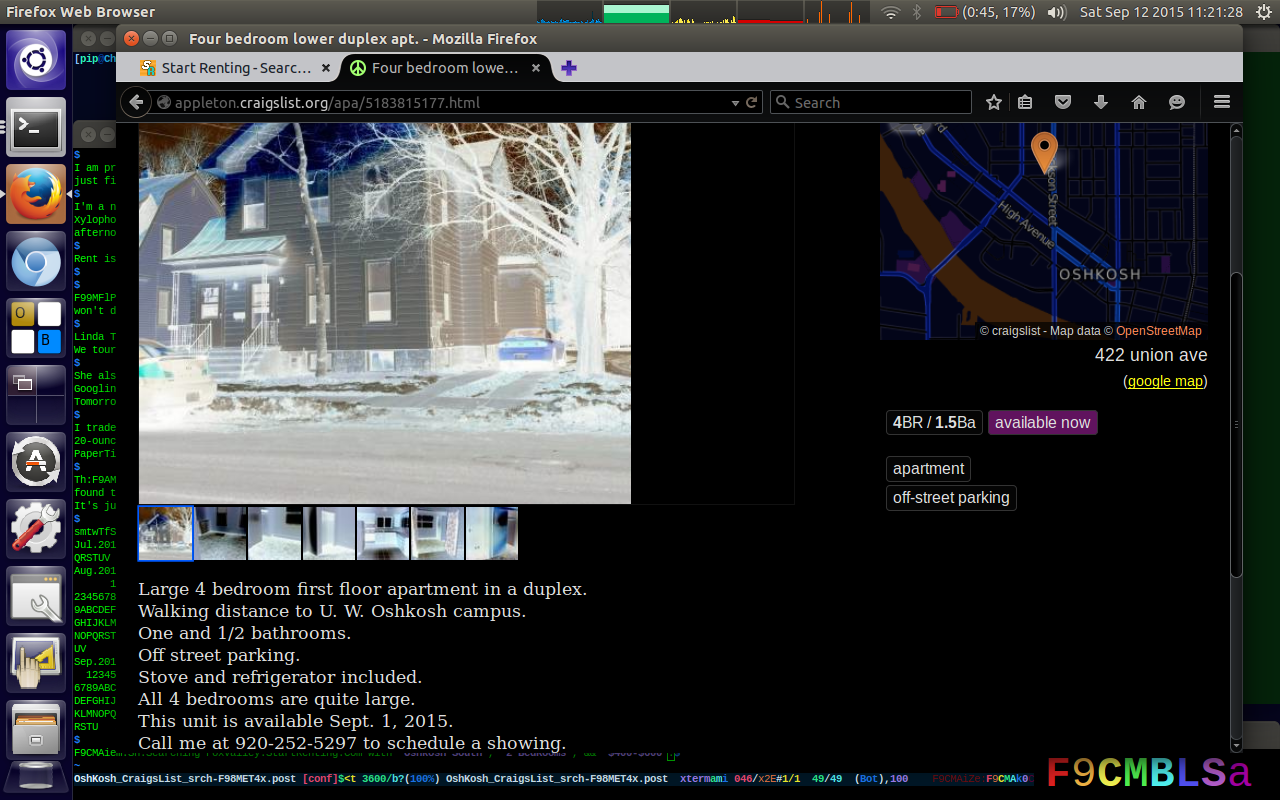 Firefox Web Browser
(0:45, 17%)
Sat Sep 12 2015 11:21:28
Four bedroom lower duplex apt. - Mozilla Firefox
Start Renting - Searc...
Four bedroom lowe...
appleton.craigslist.org/apa/5183815177.html
Search
[pip@Ch
$
I am pr
just fi
$
I'm a n
Xylopho
afterno
$
Rent is
$
$
F99MFlP
won't d
$
Linda T
We tour
$
She als
Googlin
Tomorro
$
I trade
20-ounc
PaperTi
$
Th:F9AM
found t
It's ju
$
smtwTfS
Jul.201
QRSTUV
Aug.201
1
2345678
9ABCDEF
GHIJKLM
NOPQRST
UV
Sep.201
12345
6789ABC
DEFGHIJ
KLMNOPQ
RSTU
$
O
B
High Avenue
OSHKOSH
© craigslist - Map data © OpenStreetMap
422 union ave
(google map)
4BR / 1.5Ba
available now
apartment
off-street parking
Large 4 bedroom first floor apartment in a duplex.
Walking distance to U. W. Oshkosh campus.
One and 1/2 bathrooms.
Off street parking.
Stove and refrigerator included.
All 4 bedrooms are quite large.
This unit is available Sept. 1, 2015.
Call me at 920-252-5297 to schedule a showing.
~
OshKosh_CraigsList_srch-F98MET4x.post [conf]$<t 3600/b?(100%) OshKosh_CraigsList_srch-F98MET4x.post xtermami 046/x2E#1/1 49/49 (Bot),100 F9CMAiZe:F9CMAk0
F9CMBLSa